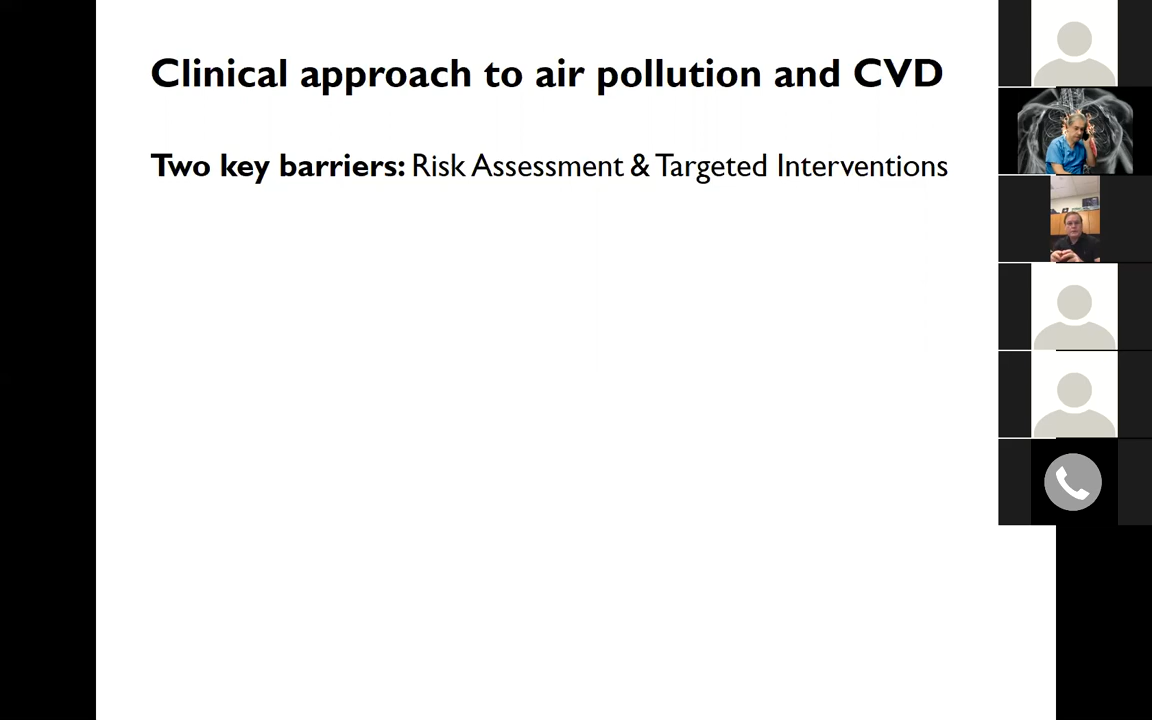 Clinical approach to air pollution and CVD
Two key barriers: Risk Assessment & Targeted Interventions